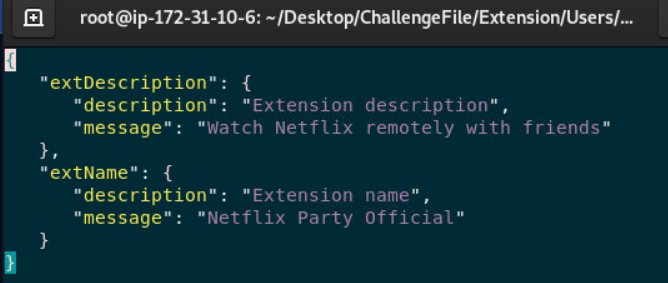 root@ip-172-31-10-6: ~/Desktop/ChallengeFile/Extension/Users/...
{
"extDescription": {
"description": "Extension description",
"message": "Watch Netflix remotely with friends"
},
"extName": {
"description": "Extension name",
"message": "Netflix Party Official"
}
}